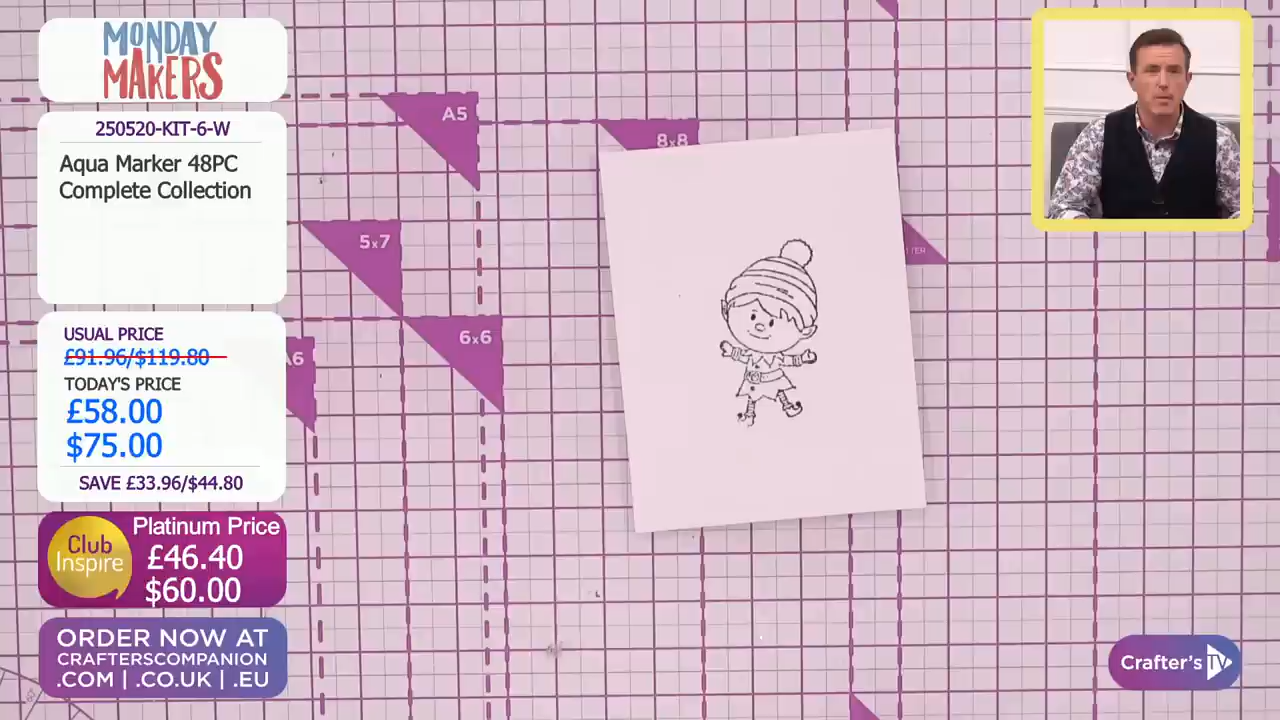 MONDAY
MAKERS
250520-KIT-6-W
Aqua Marker 48PC
Complete Collection
USUAL PRICE
£91.96/$119.80
TODAY'S PRICE
£58.00
$75.00
SAVE £33.96/$44.80
Club
Inspire
Platinum Price
£46.40
$60.00
ORDER NOW AT
CRAFTERSCOMPANION
.COM | .CO.UK | .EU
A5
8x8
5x7
6x6
A6
Crafter's TV